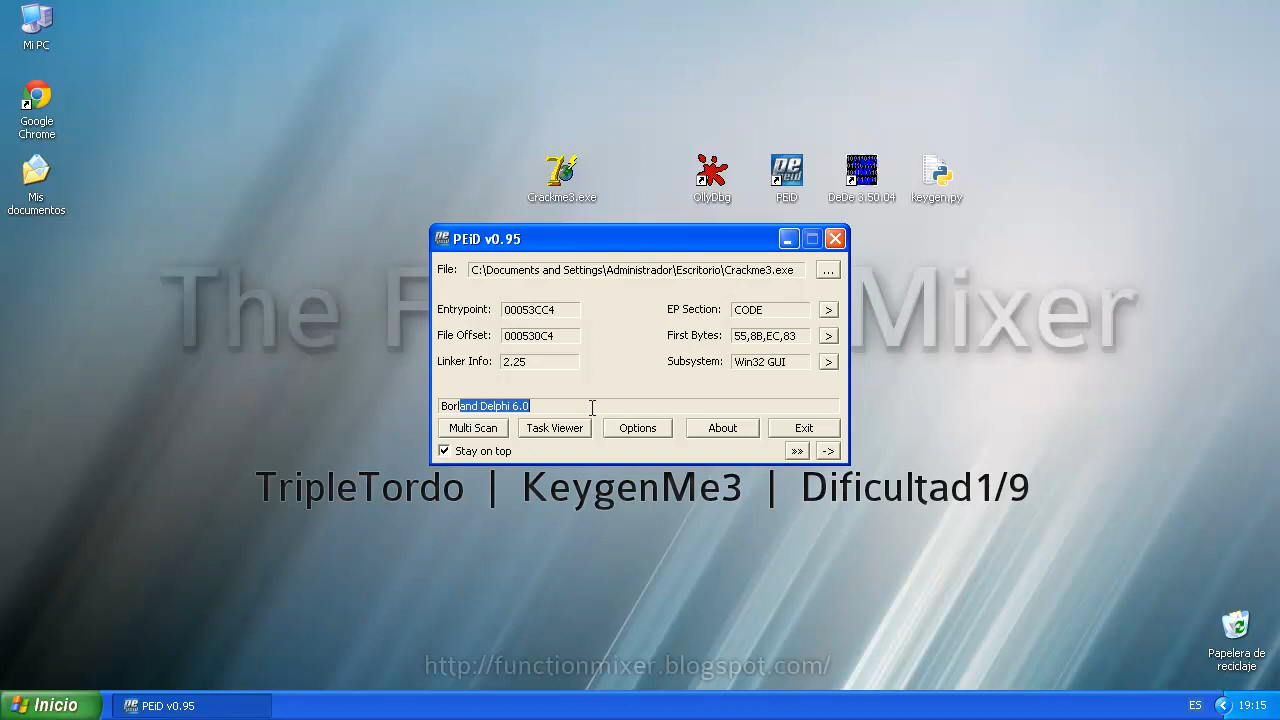 Mi PC
Google
Chrome
Mis
documentos
Crackme3.exe
OllyDbg
PEiD
DeDe 3.50.04
keygen.py
PEiD v0.95
File: C:\Documents and Settings\Administrador\Escritorio\Crackme3.exe ...
Entrypoint: 00053CC4 EP Section: CODE >
File Offset: 000530C4 First Bytes: 55,8B,EC,83 >
Linker Info: 2.25 Subsystem: Win32 GUI >
Borland Delphi 6.0
Multi Scan Task Viewer Options About Exit
Stay on top >> ->
The F Mixer
TripleTordo | KeygenMe3 | Dificultad1/9
http://functionmixer.blogspot.com/
Papelera de
reciclaje
Inicio PEiD v0.95 ES 19:15